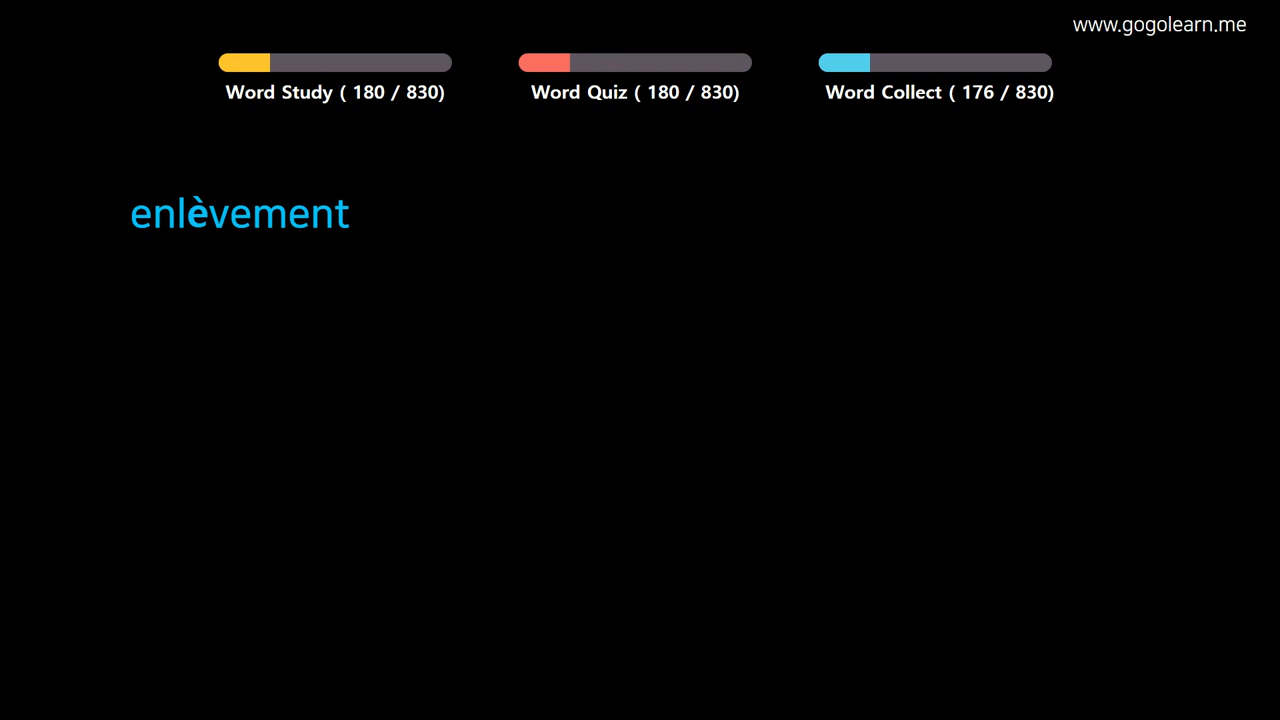 www.gogolearn.me
Word Study ( 180 / 830)
Word Quiz ( 180 / 830)
Word Collect ( 176 / 830)
enlèvement